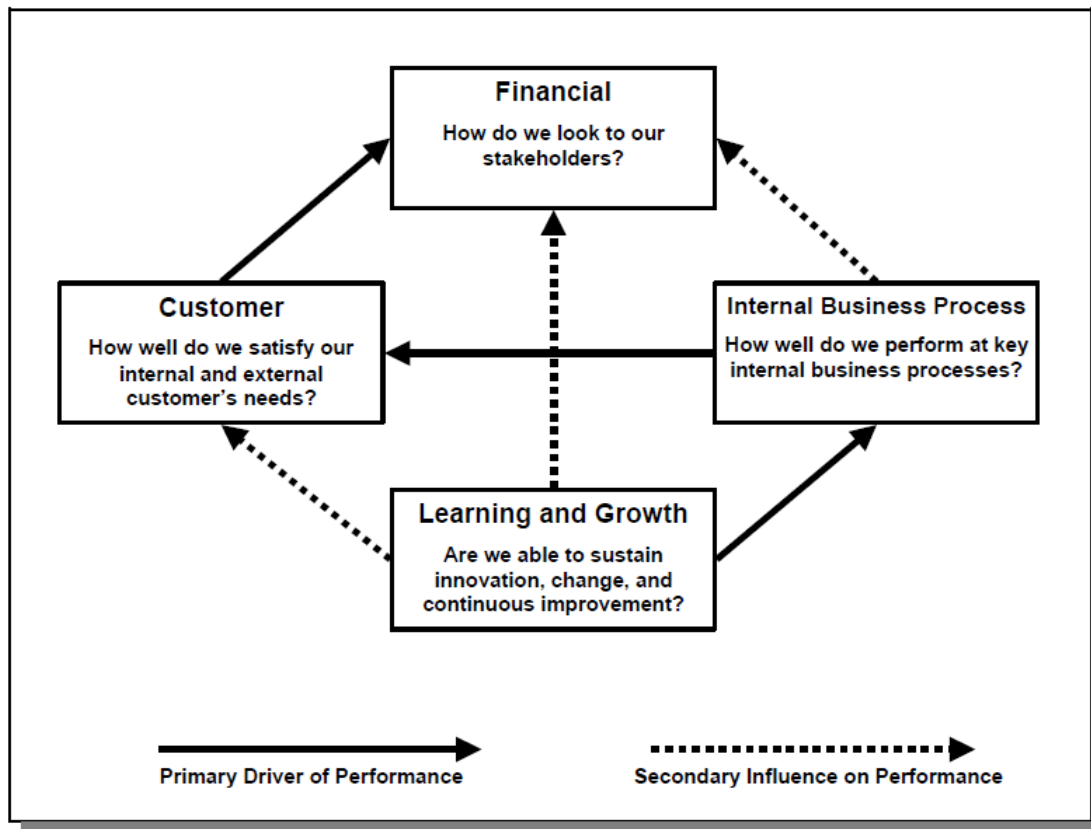 Financial
How do we look to our
stakeholders?
Customer
How well do we satisfy our
internal and external
customer's needs?
Internal Business Process
How well do we perform at key
internal business processes?
Learning and Growth
Are we able to sustain
innovation, change, and
continuous improvement?
Primary Driver of Performance
Secondary Influence on Performance